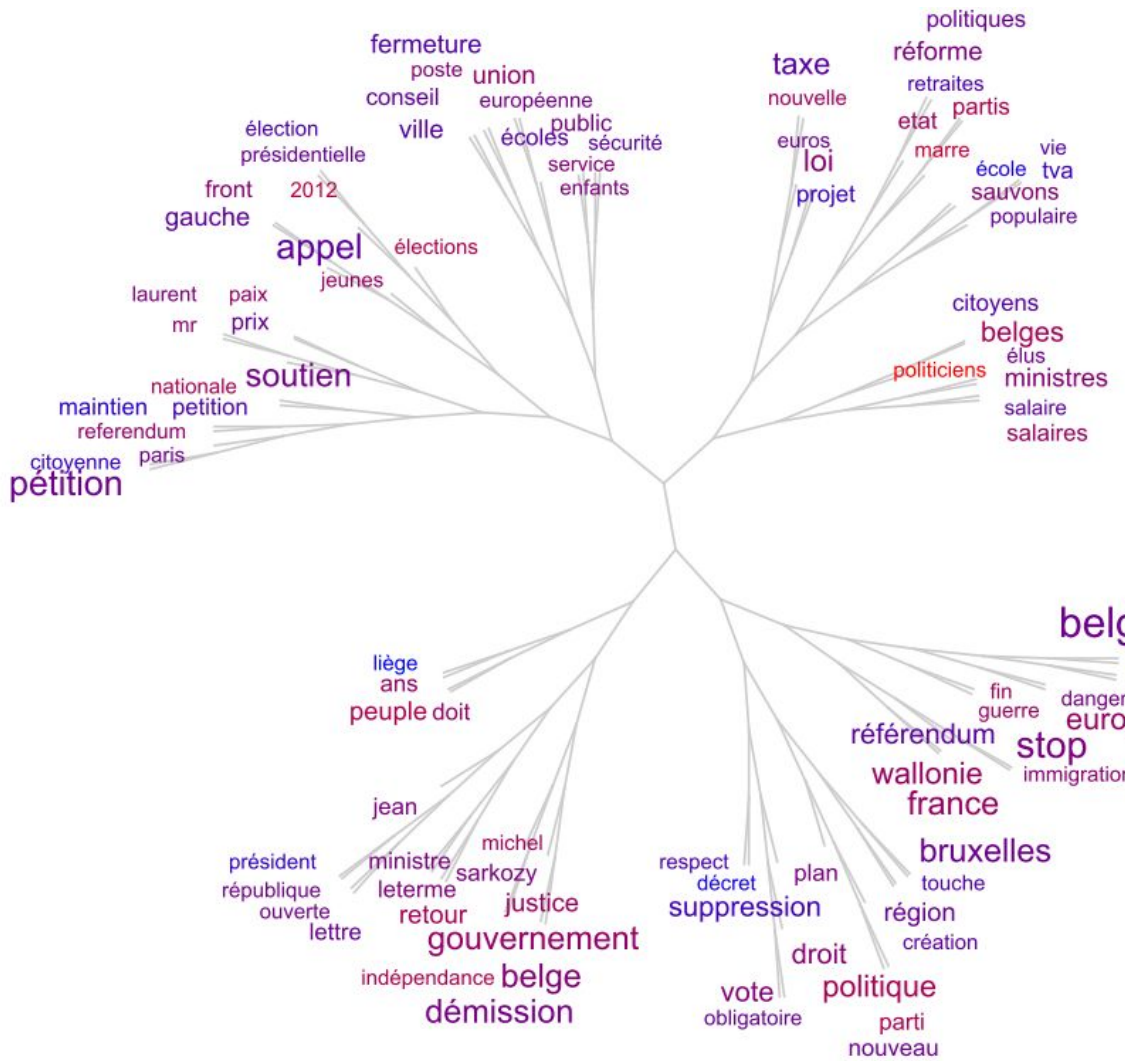 politiques
fermeture
réforme
poste union
taxe
retraites
conseil européenne
nouvelle partis
public
etat
élection ville écoles
sécurité
euros
marre vie
présidentielle
service loi
école tva
front 2012
enfants
projet
sauvons
gauche
populaire
appel élections
jeunes
laurent paix
citoyens
mr prix
belges
élus
politiciens
soutien
ministres
nationale
maintien petition
salaire
referendum
salaires
paris
citoyenne
pétition
belg
liège
ans
fin danger
peuple doit
guerre euro
référendum
stop
wallonie
immigration
france
jean
michel
bruxelles
président ministre
respect
sarkozy
plan
décret
touche
république leterme
ouverte retour justice
suppression
région
lettre
gouvernement
création
droit
indépendance belge
politique
vote
démission
obligatoire
parti
nouveau